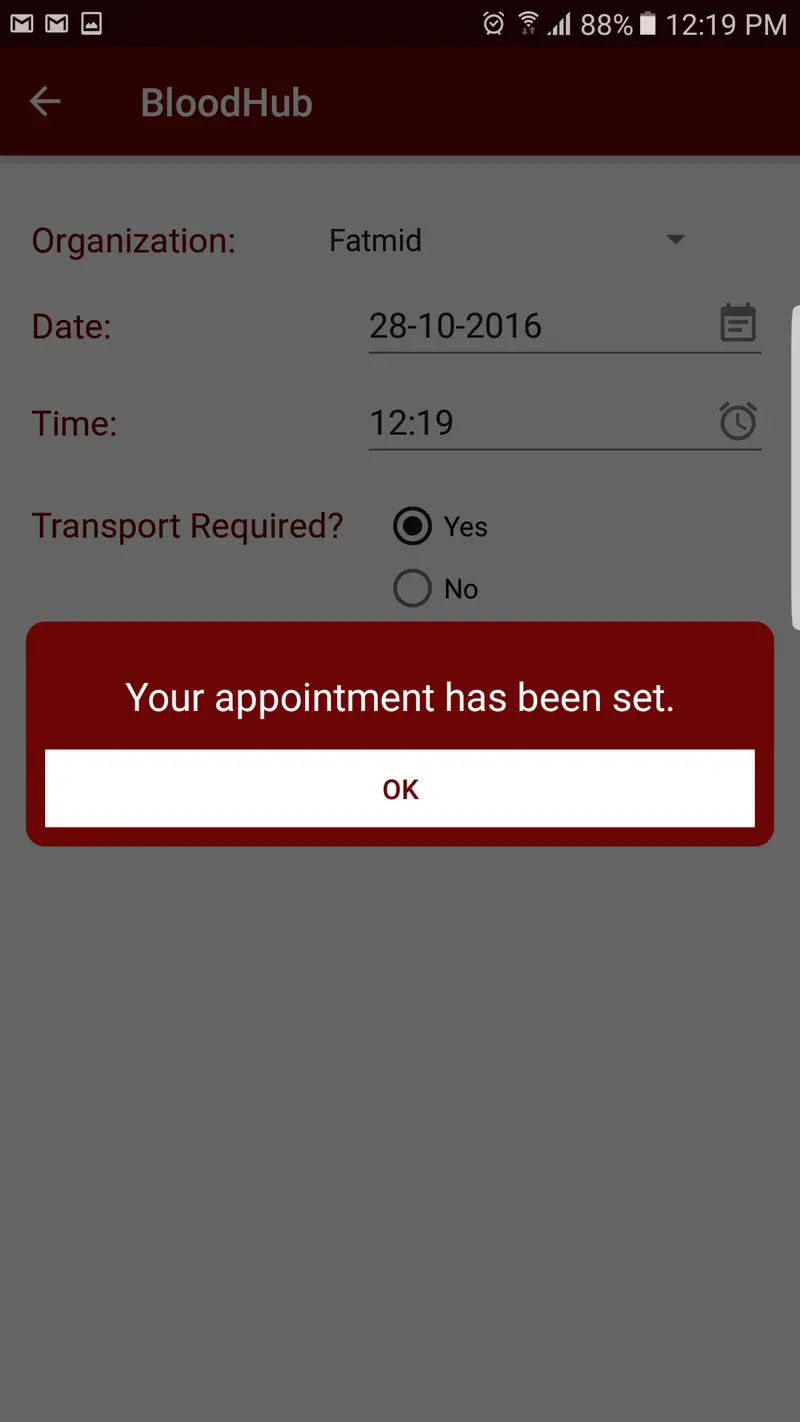 88% 12:19 PM
BloodHub
Organization: Fatmid
Date: 28-10-2016
Time: 12:19
Transport Required? Yes
No
Your appointment has been set.
OK